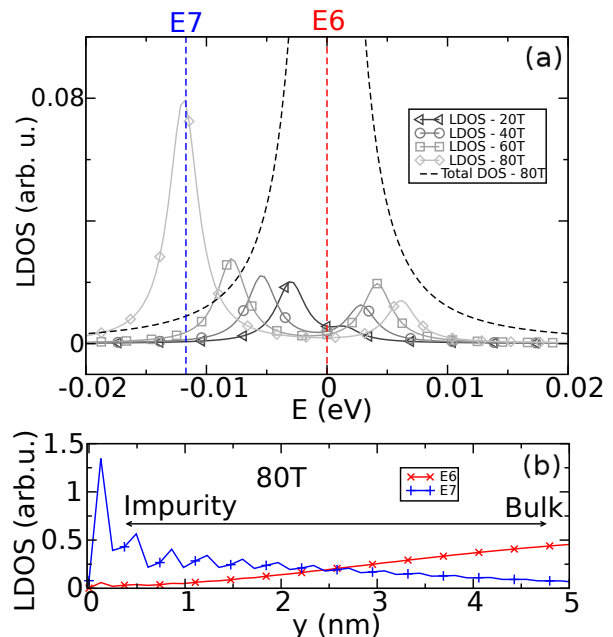 E7 E6
(a)
0.08
0
LDOS (arb. u.)
LDOS - 20T
LDOS - 40T
LDOS - 60T
LDOS - 80T
Total DOS - 80T
-0.02 -0.01 0 0.01 0.02
E (eV)
(b)
1.5
1
0.5
0
LDOS (arb.u.)
80T
E6
E7
Impurity Bulk
0 1 2 3 4 5
y (nm)